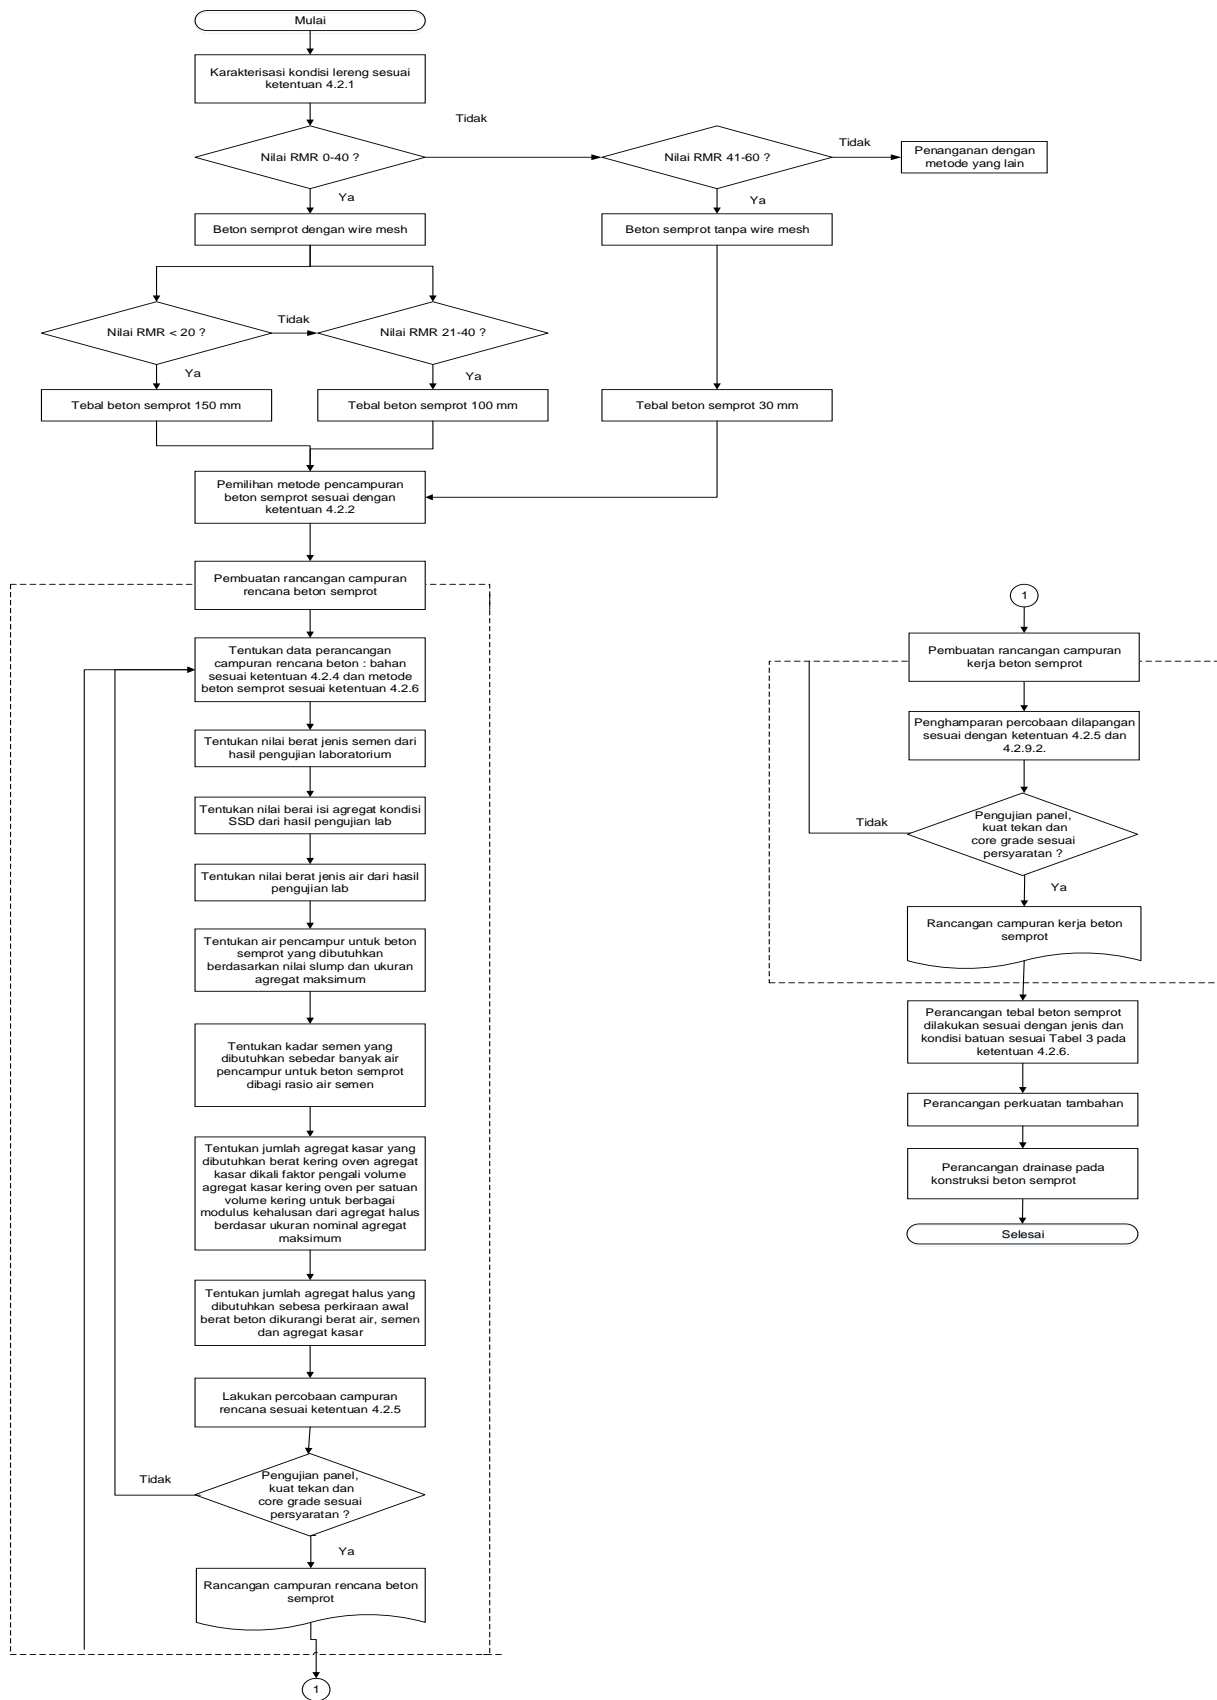 Mulai
Karakterisasi kondisi lereng sesuai
ketentuan 4.2.1
Tidak
Nilai RMR 0-40 ?
Nilai RMR 41-60 ?
Tidak
Penanganan dengan
metode yang lain
Ya
Ya
Beton semprot dengan wire mesh
Beton semprot tanpa wire mesh
Nilai RMR < 20 ?
Tidak
Nilai RMR 21-40 ?
Ya
Ya
Tebal beton semprot 150 mm
Tebal beton semprot 100 mm
Tebal beton semprot 30 mm
Pemilihan metode pencampuran
beton semprot sesuai dengan
ketentuan 4.2.2
Pembuatan rancangan campuran
rencana beton semprot
Tentukan data perancangan
campuran rencana beton : bahan
sesuai ketentuan 4.2.4 dan metode
beton semprot sesuai ketentuan 4.2.6
Tentukan nilai berat jenis semen dari
hasil pengujian laboratorium
Tentukan nilai berai isi agregat kondisi
SSD dari hasil pengujian lab
Tentukan nilai berat jenis air dari hasil
pengujian lab
Tentukan air pencampur untuk beton
semprot yang dibutuhkan
berdasarkan nilai slump dan ukuran
agregat maksimum
Tentukan kadar semen yang
dibutuhkan sebedar banyak air
pencampur untuk beton semprot
dibagi rasio air semen
Tentukan jumlah agregat kasar yang
dibutuhkan berat kering oven agregat
kasar dikali faktor pengali volume
agregat kasar kering oven per satuan
volume kering untuk berbagai
modulus kehalusan dari agregat halus
berdasar ukuran nominal agregat
maksimum
Tentukan jumlah agregat halus yang
dibutuhkan sebesa perkiraan awal
berat beton dikurangi berat air, semen
dan agregat kasar
Lakukan percobaan campuran
rencana sesuai ketentuan 4.2.5
Tidak
Pengujian panel,
kuat tekan dan
core grade sesuai
persyaratan ?
Ya
Rancangan campuran rencana beton
semprot
1
1
Pembuatan rancangan campuran
kerja beton semprot
Penghamparan percobaan dilapangan
sesuai dengan ketentuan 4.2.5 dan
4.2.9.2.
Tidak
Pengujian panel,
kuat tekan dan
core grade sesuai
persyaratan ?
Ya
Rancangan campuran kerja beton
semprot
Perancangan tebal beton semprot
dilakukan sesuai dengan jenis dan
kondisi batuan sesuai Tabel 3 pada
ketentuan 4.2.6.
Perancangan perkuatan tambahan
Perancangan drainase pada
konstruksi beton semprot
Selesai